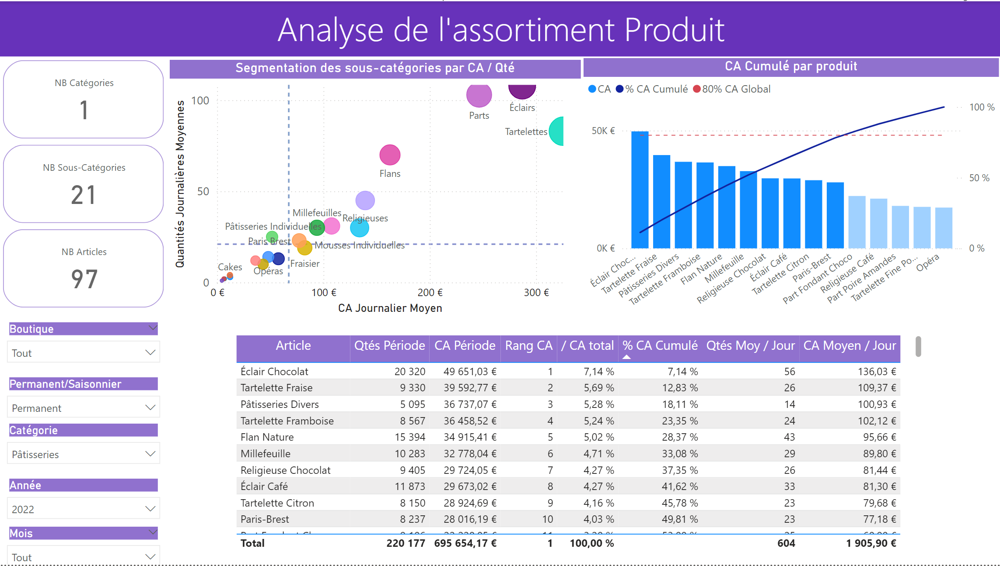 Analyse de l'assortiment Produit
NB Catégories
1
NB Sous-Catégories
21
NB Articles
97
Boutique
Tout
Permanent/Saisonnier
Permanent
Catégorie
Pâtisseries
Année
2022
Mois
Tout
Segmentation des sous-catégories par CA / Qté
Quantités Journalières Moyennes
100
50
0
Éclairs
Parts
Tartelettes
Flans
Millefeuilles
Religieuses
Pâtisseries Individuelles
Paris Brest
Mousses Individuelles
Fraisier
Cakes
Opéras
0 € 100 € 200 € 300 €
CA Journalier Moyen
CA Cumulé par produit
CA % CA Cumulé 80% CA Global
50K €
0K €
100 %
50 %
0 %
Éclair Choc...
Tartelette Fraise
Pâtisseries Divers
Tartelette Framboise
Flan Nature
Millefeuille
Religieuse Chocolat
Éclair Café
Tartelette Citron
Paris-Brest
Part Fondant Choco
Religieuse Café
Part Poire Amandes
Tartelette Fine Po...
Opéra
Article Qtés Période CA Période Rang CA / CA total % CA Cumulé Qtés Moy / Jour CA Moyen / Jour
Éclair Chocolat 20 320 49 651,03 € 1 7,14 % 7,14 % 56 136,03 €
Tartelette Fraise 9 330 39 592,77 € 2 5,69 % 12,83 % 26 109,37 €
Pâtisseries Divers 5 095 36 737,07 € 3 5,28 % 18,11 % 14 100,93 €
Tartelette Framboise 8 567 36 458,52 € 4 5,24 % 23,35 % 24 102,12 €
Flan Nature 15 394 34 915,41 € 5 5,02 % 28,37 % 43 95,66 €
Millefeuille 10 283 32 778,04 € 6 4,71 % 33,08 % 29 89,80 €
Religieuse Chocolat 9 405 29 724,05 € 7 4,27 % 37,35 % 26 81,44 €
Éclair Café 11 873 29 673,02 € 8 4,27 % 41,62 % 33 81,30 €
Tartelette Citron 8 150 28 924,69 € 9 4,16 % 45,78 % 23 79,68 €
Paris-Brest 8 237 28 016,19 € 10 4,03 % 49,81 % 23 77,18 €
Total 220 177 695 654,17 € 1 100,00 % 604 1 905,90 €